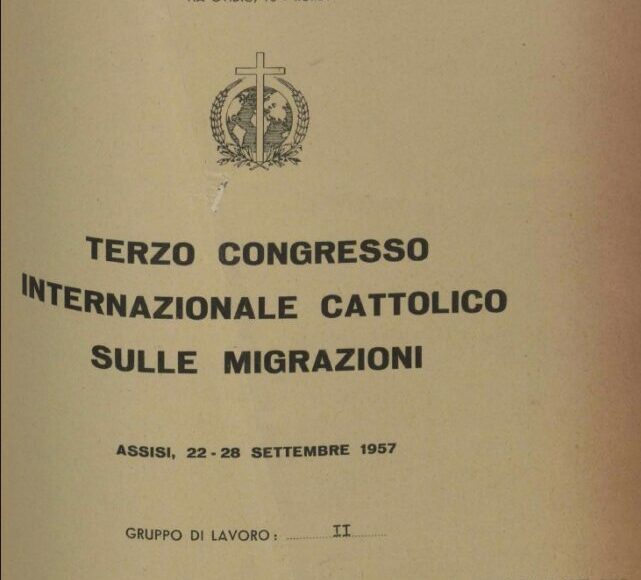 TERZO CONGRESSO
INTERNAZIONALE CATTOLICO
SULLE MIGRAZIONI
ASSISI, 22-28 SETTEMBRE 1957
GRUPPO DI LAVORO: II